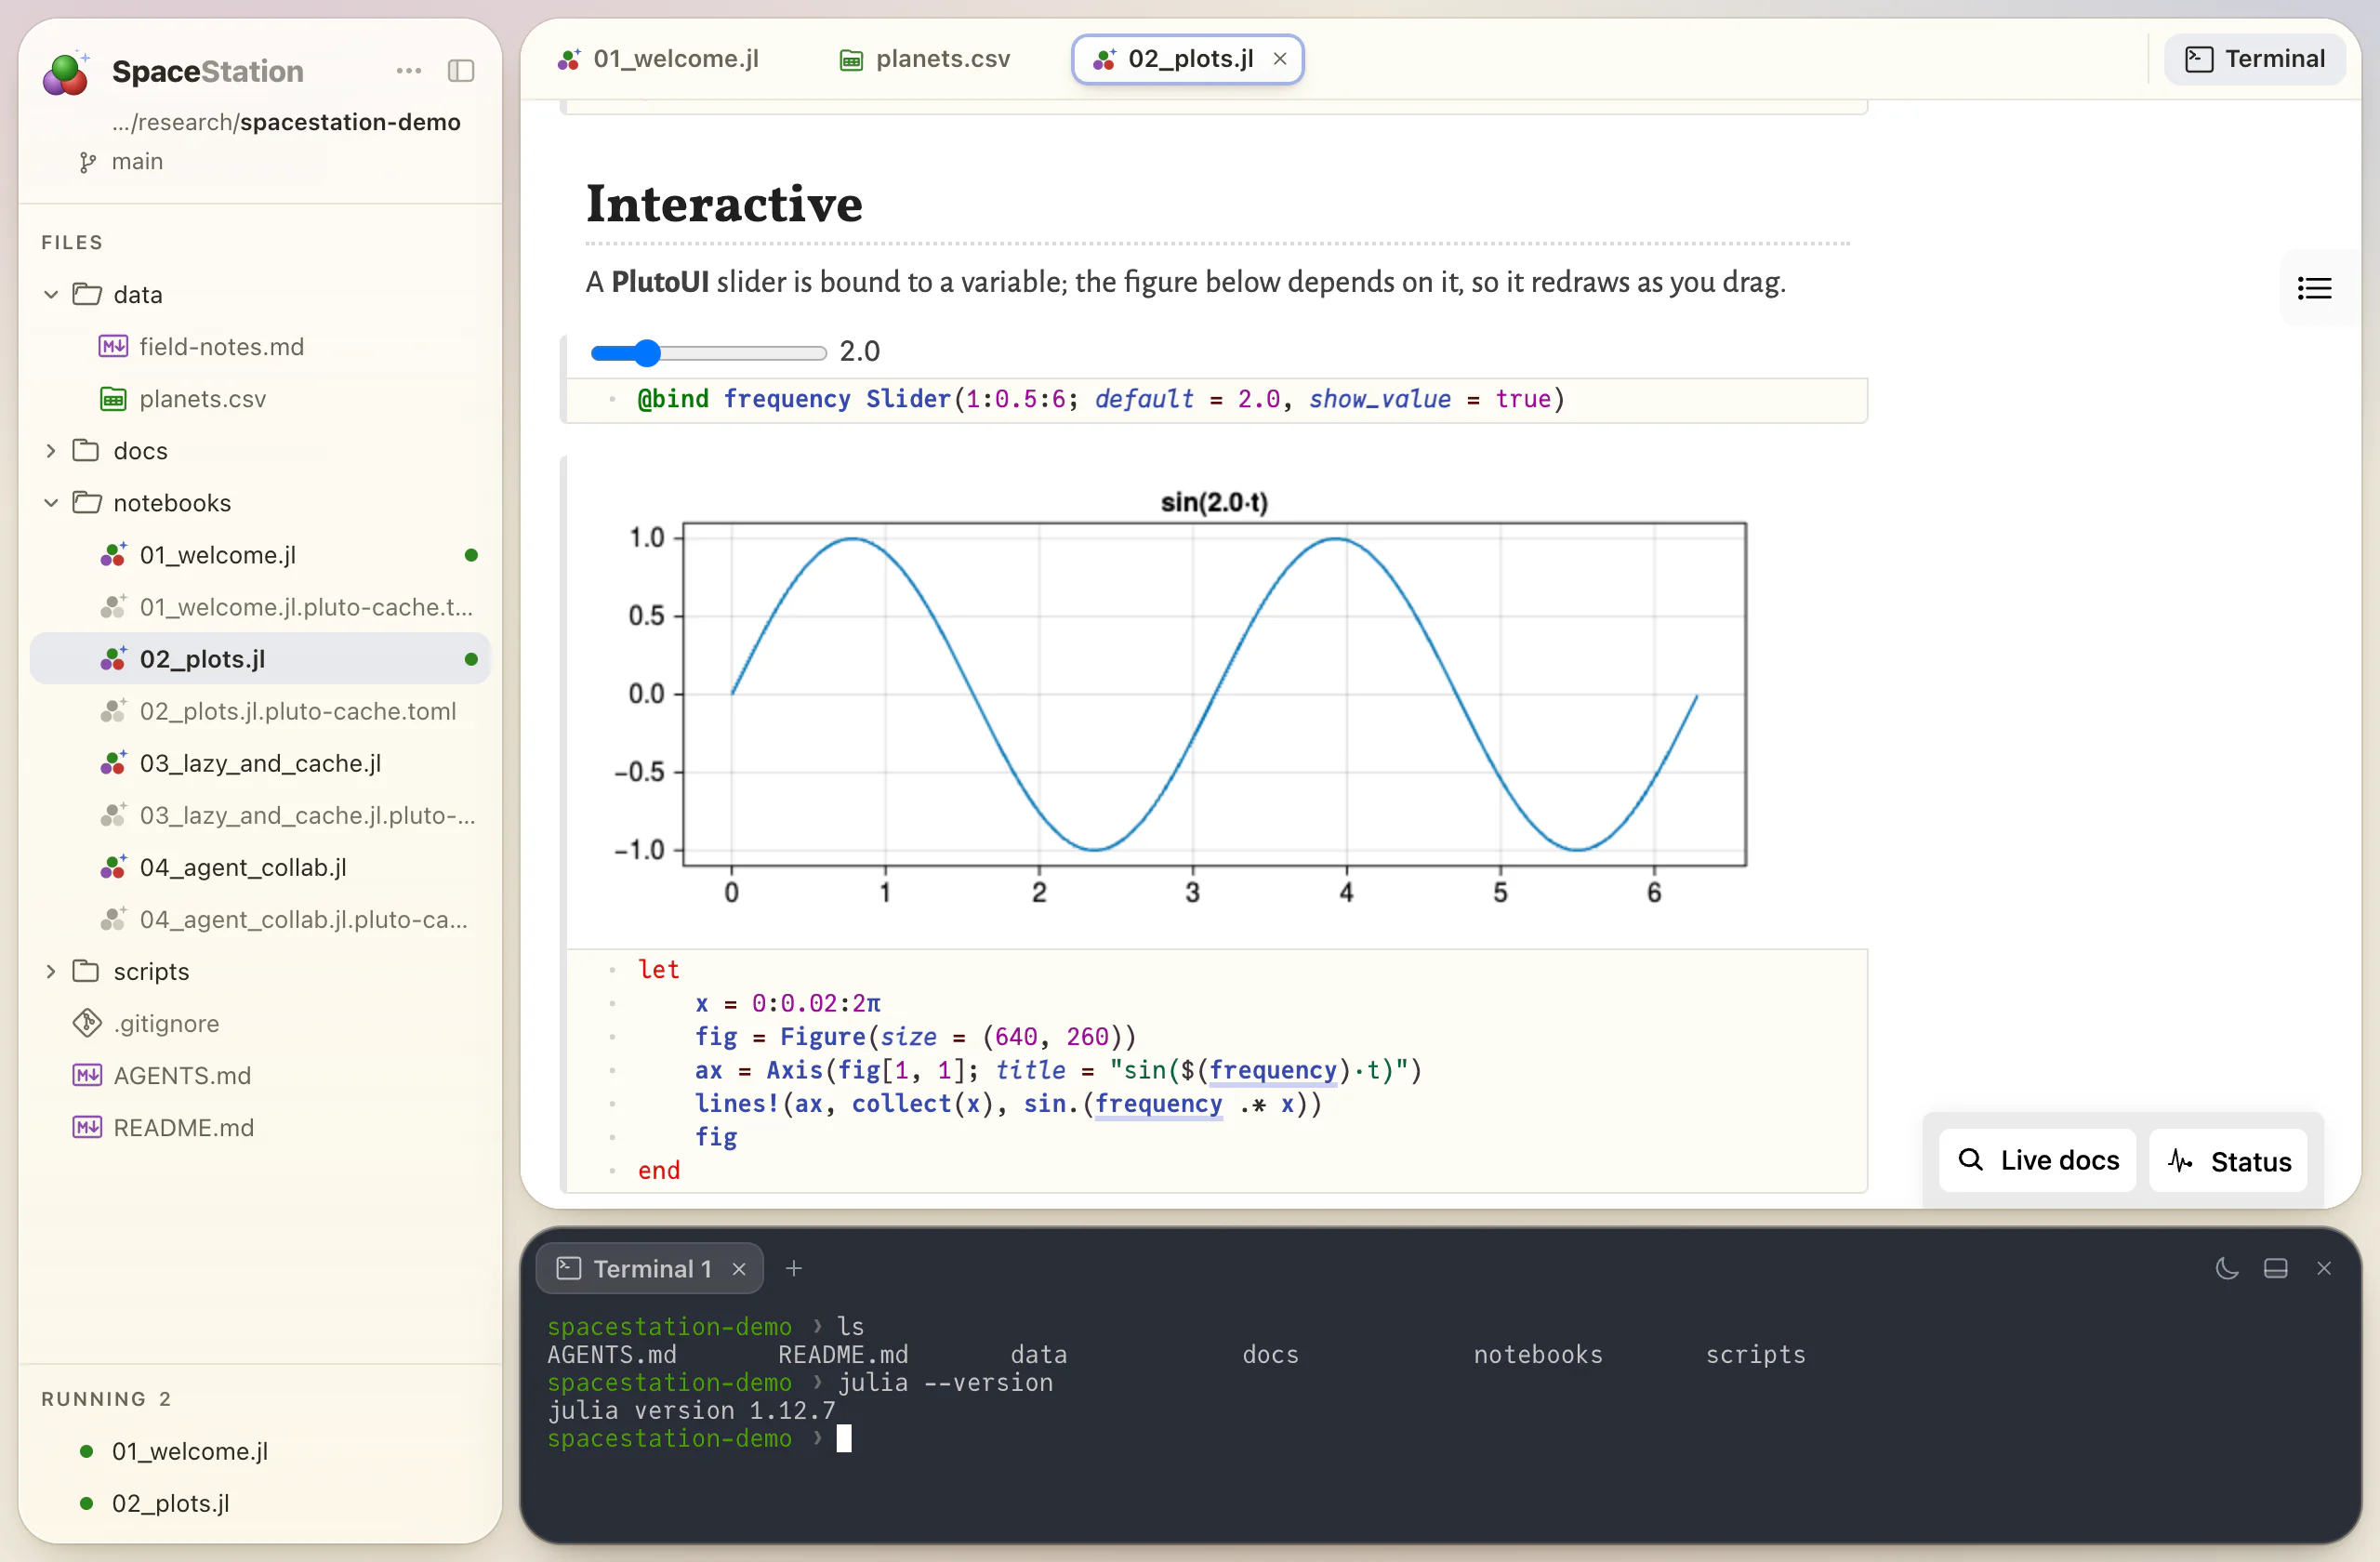 SpaceStation
.../research/spacestation-demo
main
FILES
data
field-notes.md
planets.csv
docs
notebooks
01_welcome.jl
01_welcome.jl.pluto-cache.t...
02_plots.jl
02_plots.jl.pluto-cache.toml
03_lazy_and_cache.jl
03_lazy_and_cache.jl.pluto-...
04_agent_collab.jl
04_agent_collab.jl.pluto-ca...
scripts
.gitignore
AGENTS.md
README.md
RUNNING 2
01_welcome.jl
02_plots.jl
01_welcome.jl planets.csv 02_plots.jl × Terminal
Interactive
A PlutoUI slider is bound to a variable; the figure below depends on it, so it redraws as you drag.
2.0
@bind frequency Slider(1:0.5:6; default = 2.0, show_value = true)
sin(2.0·t)
1.0
0.5
0.0
−0.5
−1.0
0 1 2 3 4 5 6
let
x = 0:0.02:2π
fig = Figure(size = (640, 260))
ax = Axis(fig[1, 1]; title = "sin($(frequency)·t)")
lines!(ax, collect(x), sin.(frequency .* x))
fig
end
Live docs Status
Terminal 1 × +
spacestation-demo › ls
AGENTS.md README.md data docs notebooks scripts
spacestation-demo › julia --version
julia version 1.12.7
spacestation-demo ›